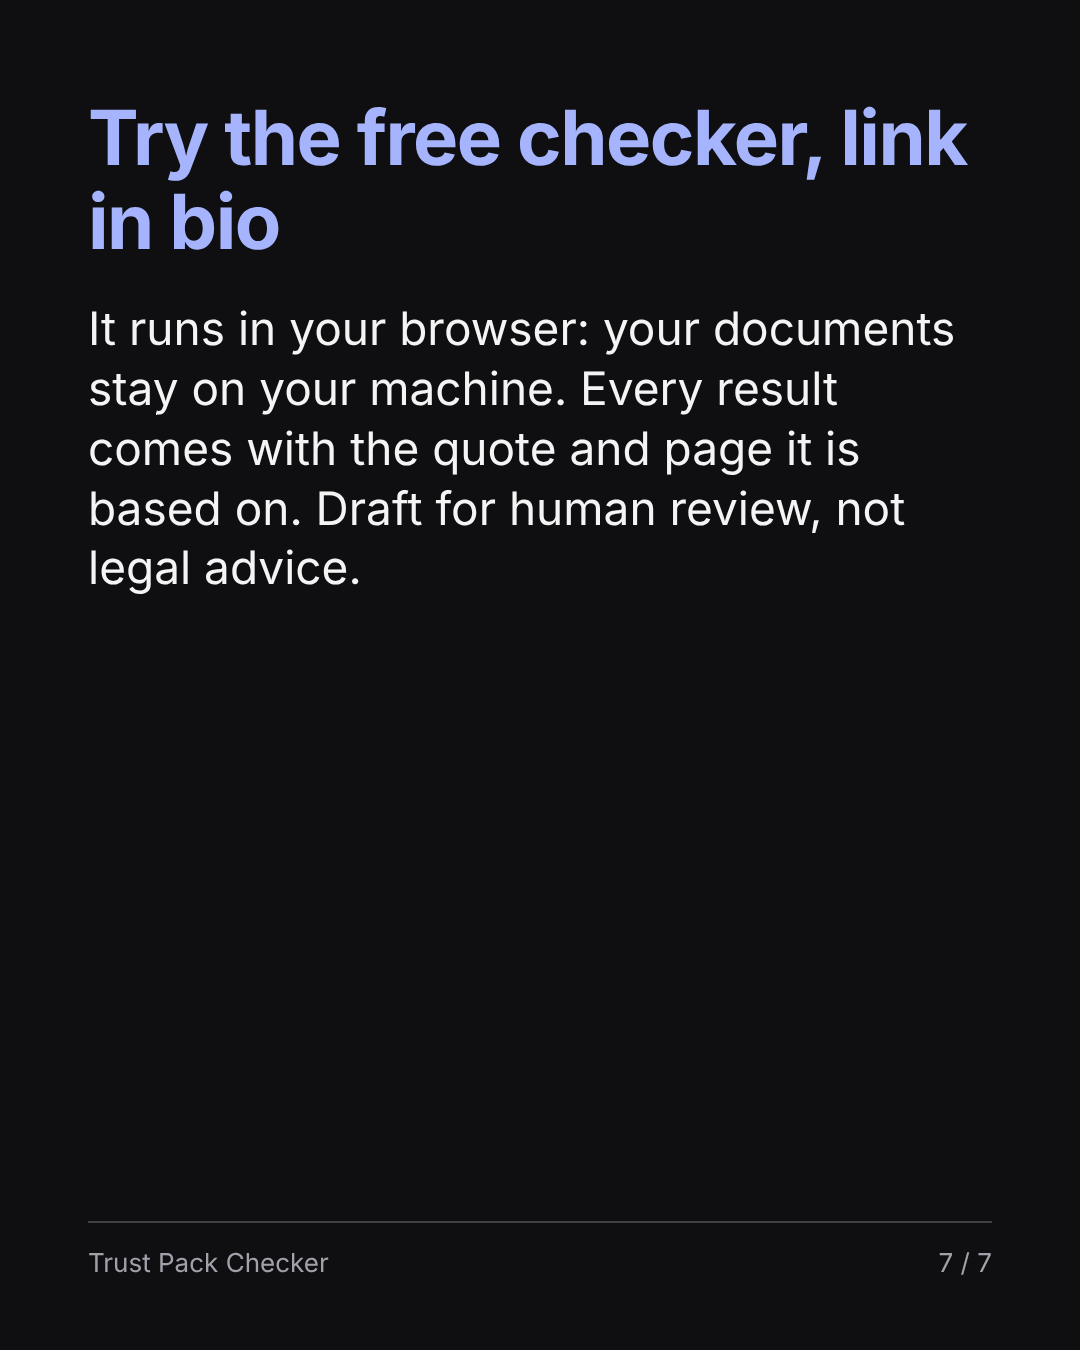 Try the free checker, link
in bio
It runs in your browser: your documents
stay on your machine. Every result
comes with the quote and page it is
based on. Draft for human review, not
legal advice.
Trust Pack Checker
7 / 7